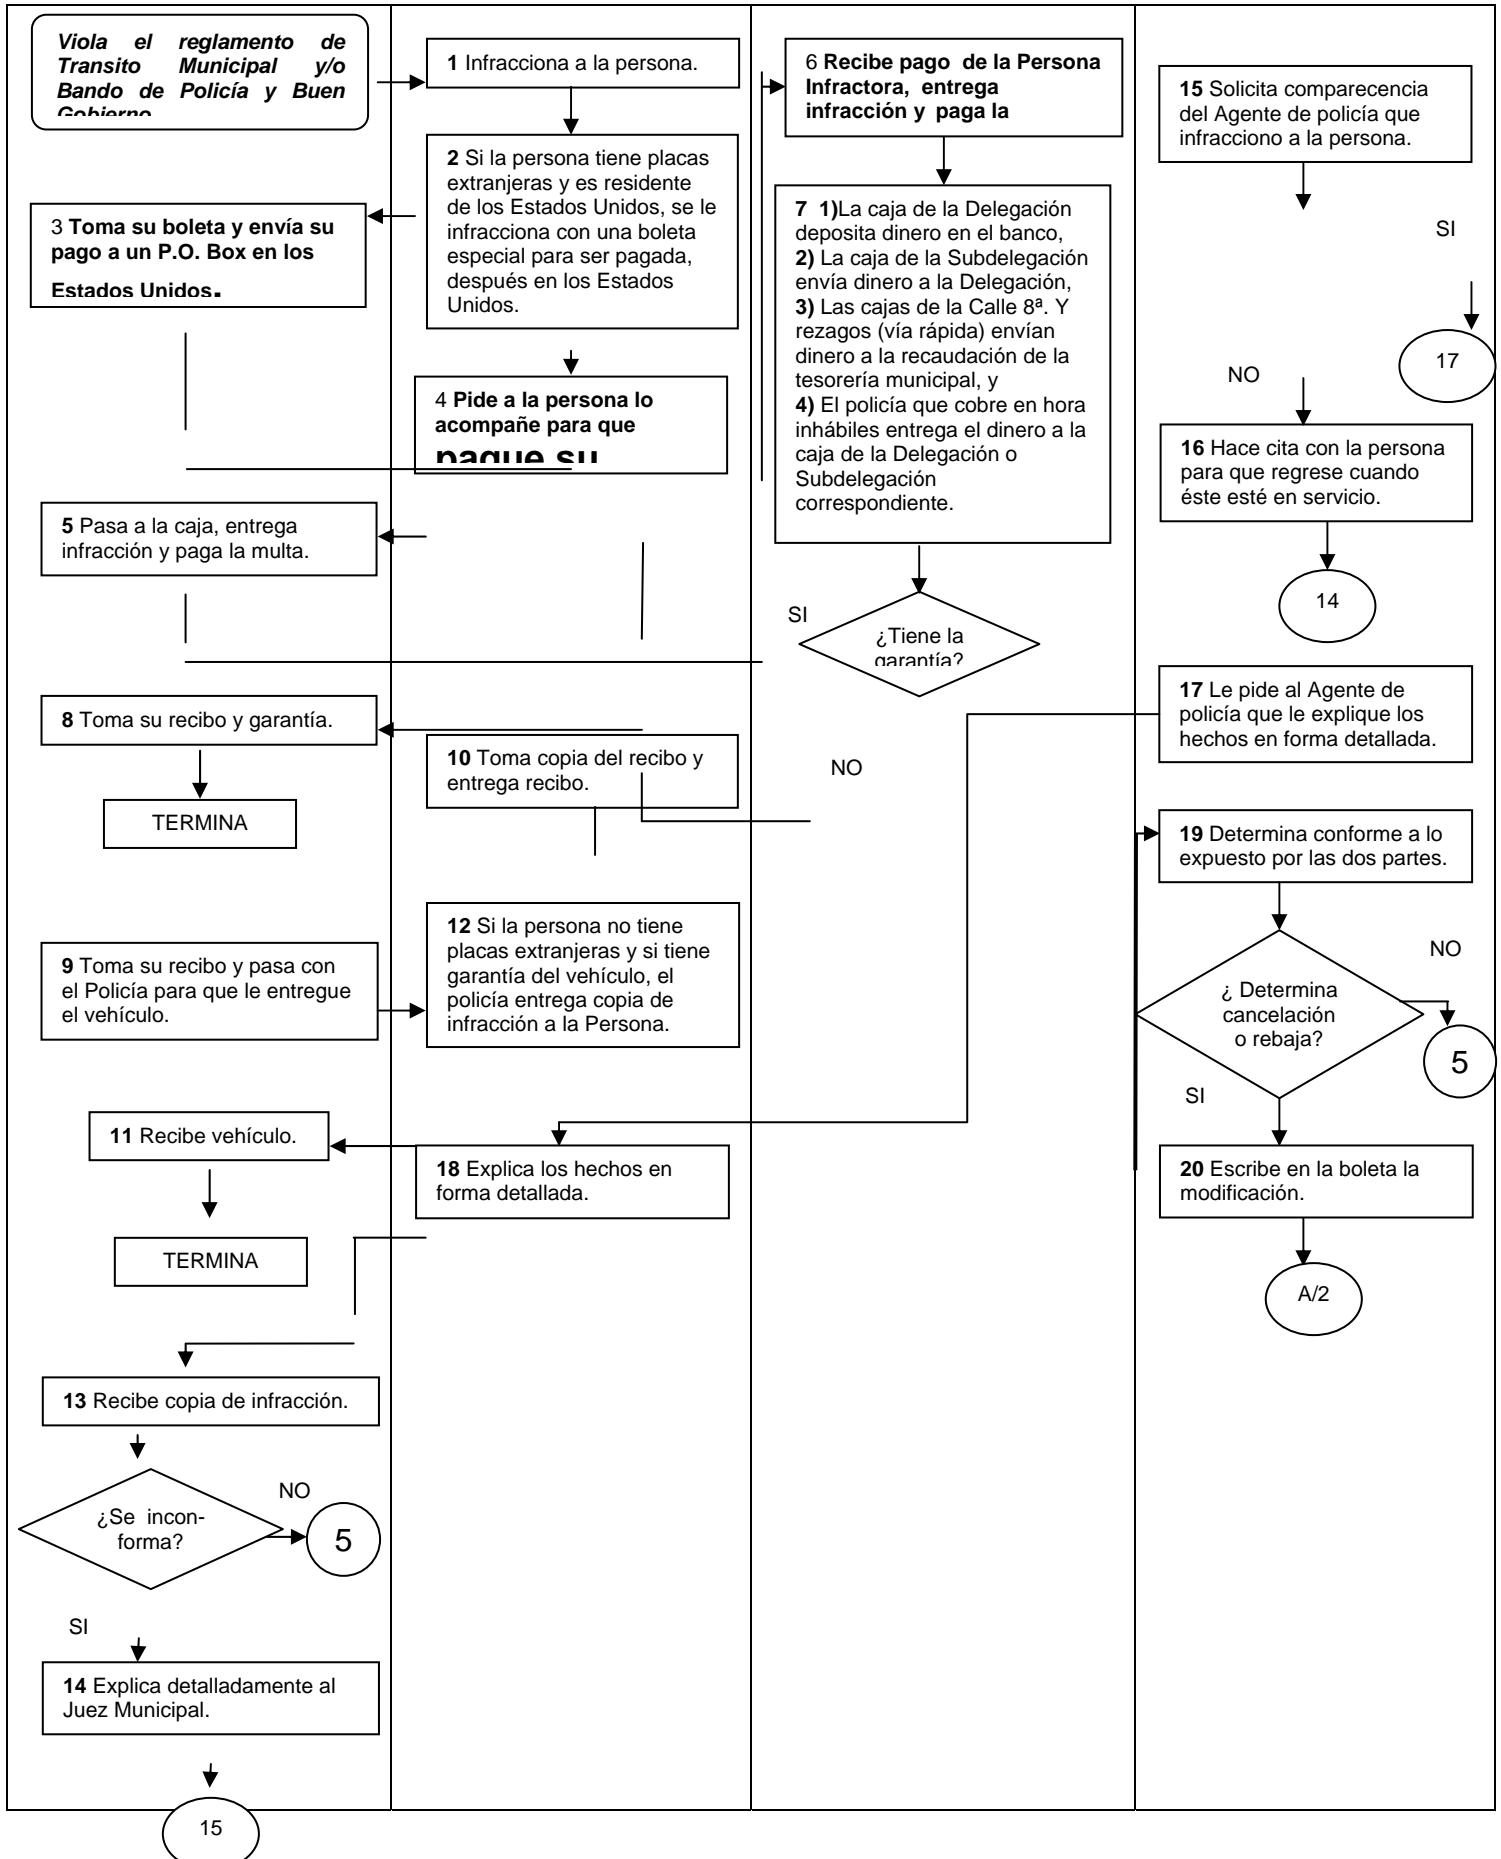 Viola el reglamento de
Transito Municipal y/o
Bando de Policía y Buen
Gobierno
3 Toma su boleta y envía su
pago a un P.O. Box en los
Estados Unidos.
5 Pasa a la caja, entrega
infracción y paga la multa.
8 Toma su recibo y garantía.
TERMINA
9 Toma su recibo y pasa con
el Policía para que le entregue
el vehículo.
11 Recibe vehículo.
TERMINA
13 Recibe copia de infracción.
¿Se incon-
forma?
NO
5
SI
14 Explica detalladamente al
Juez Municipal.
15
1 Infracciona a la persona.
2 Si la persona tiene placas
extranjeras y es residente
de los Estados Unidos, se le
infracciona con una boleta
especial para ser pagada,
después en los Estados
Unidos.
4 Pide a la persona lo
acompañe para que
pague su
10 Toma copia del recibo y
entrega recibo.
12 Si la persona no tiene
placas extranjeras y si tiene
garantía del vehículo, el
policía entrega copia de
infracción a la Persona.
18 Explica los hechos en
forma detallada.
6 Recibe pago de la Persona
Infractora, entrega
infracción y paga la
7 1)La caja de la Delegación
deposita dinero en el banco,
2) La caja de la Subdelegación
envía dinero a la Delegación,
3) Las cajas de la Calle 8ª. Y
rezagos (vía rápida) envían
dinero a la recaudación de la
tesorería municipal, y
4) El policía que cobre en hora
inhábiles entrega el dinero a la
caja de la Delegación o
Subdelegación
correspondiente.
SI
¿Tiene la
garantía?
NO
15 Solicita comparecencia
del Agente de policía que
infracciono a la persona.
SI
17
NO
16 Hace cita con la persona
para que regrese cuando
éste esté en servicio.
14
17 Le pide al Agente de
policía que le explique los
hechos en forma detallada.
19 Determina conforme a lo
expuesto por las dos partes.
NO
¿ Determina
cancelación
o rebaja?
5
SI
20 Escribe en la boleta la
modificación.
A/2